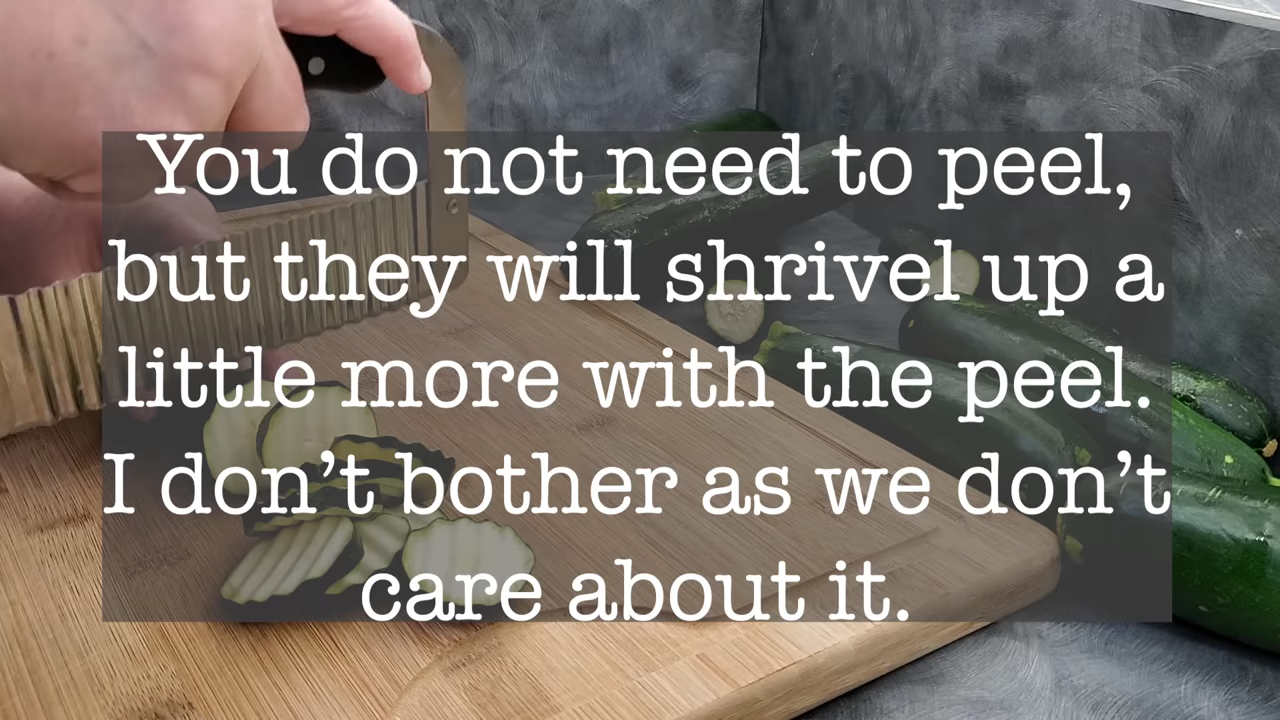 You do not need to peel,
but they will shrivel up a
little more with the peel.
I don’t bother as we don’t
care about it.